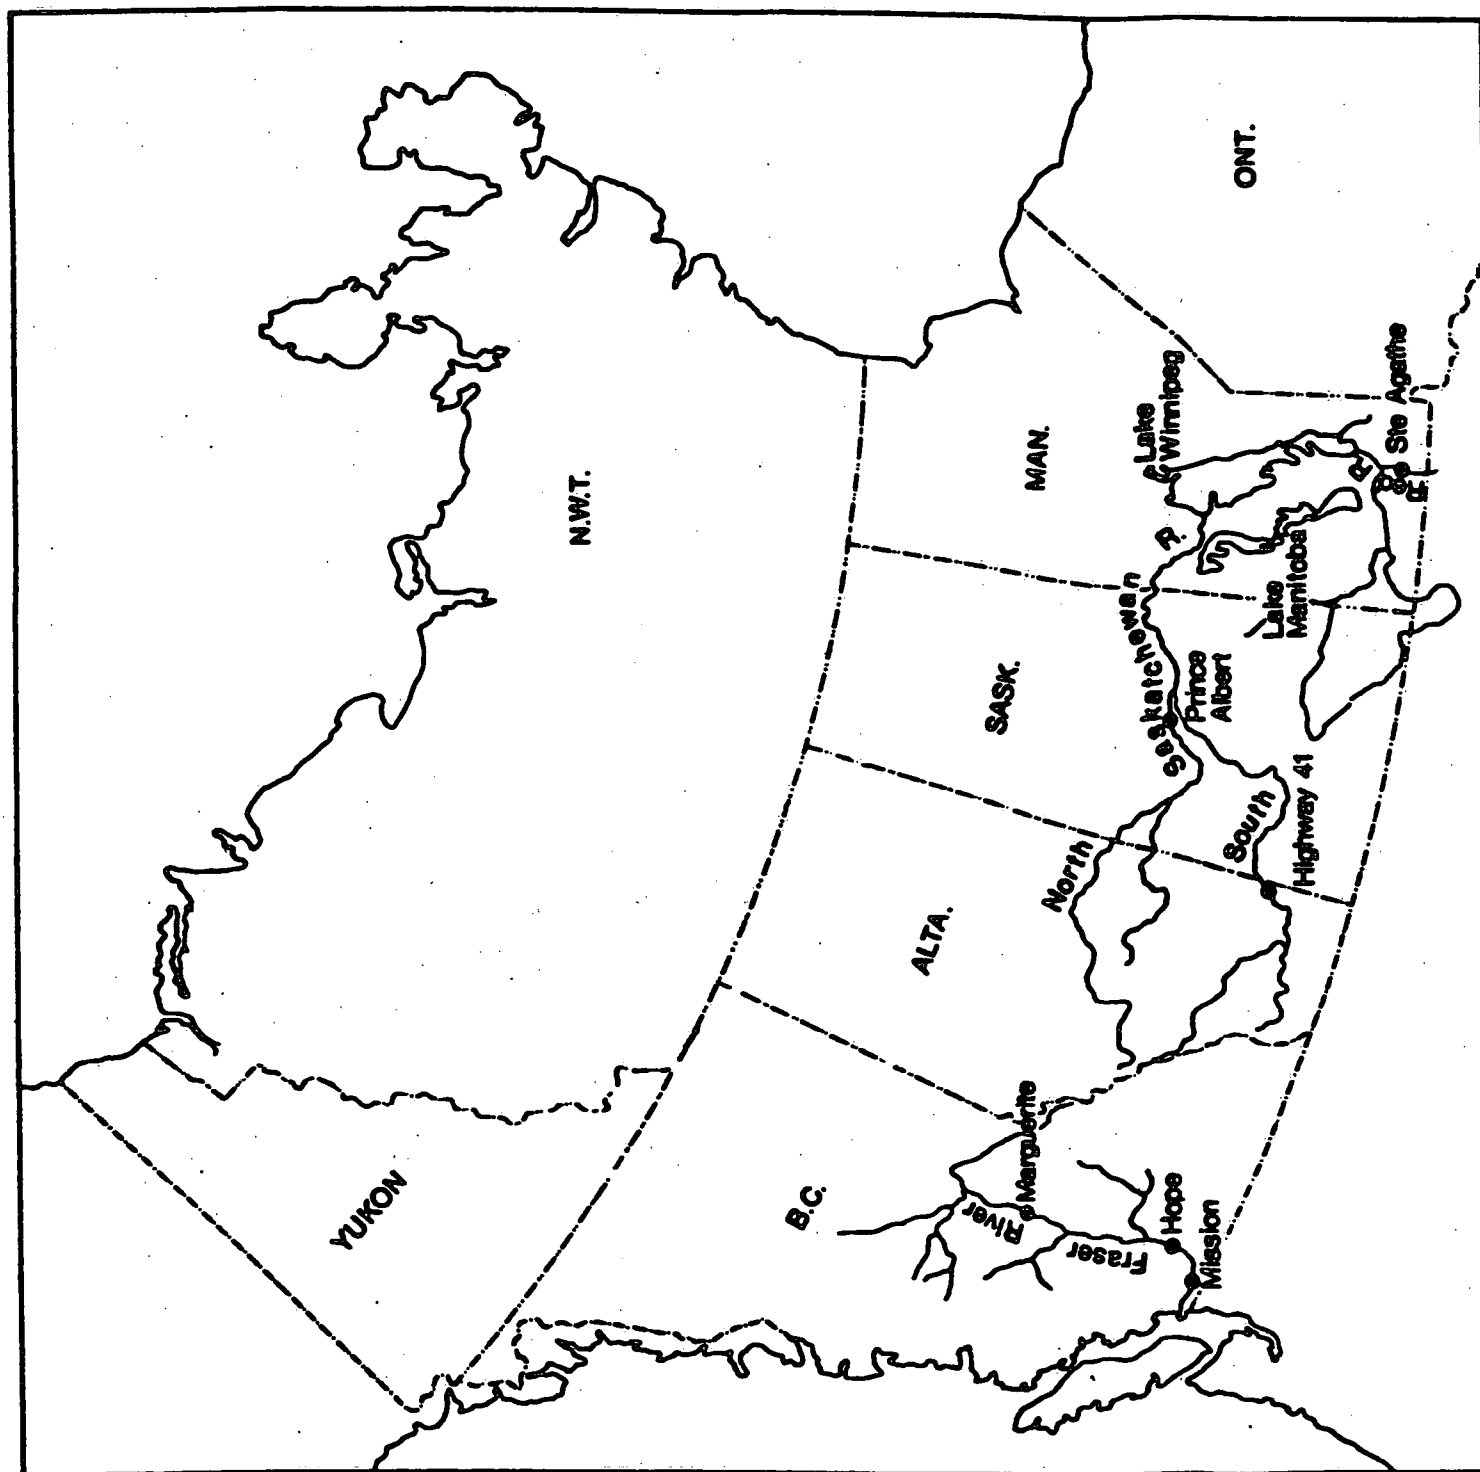 YUKON
N.W.T.
B.C.
ALTA.
SASK.
MAN.
ONT.
River
Marguerite
Fraser
Hope
Mission
North
South
Saskatchewan R.
Prince
Albert
Highway 41
Lake
Winnipeg
Lake
Manitoba
R.
Ste Agathe